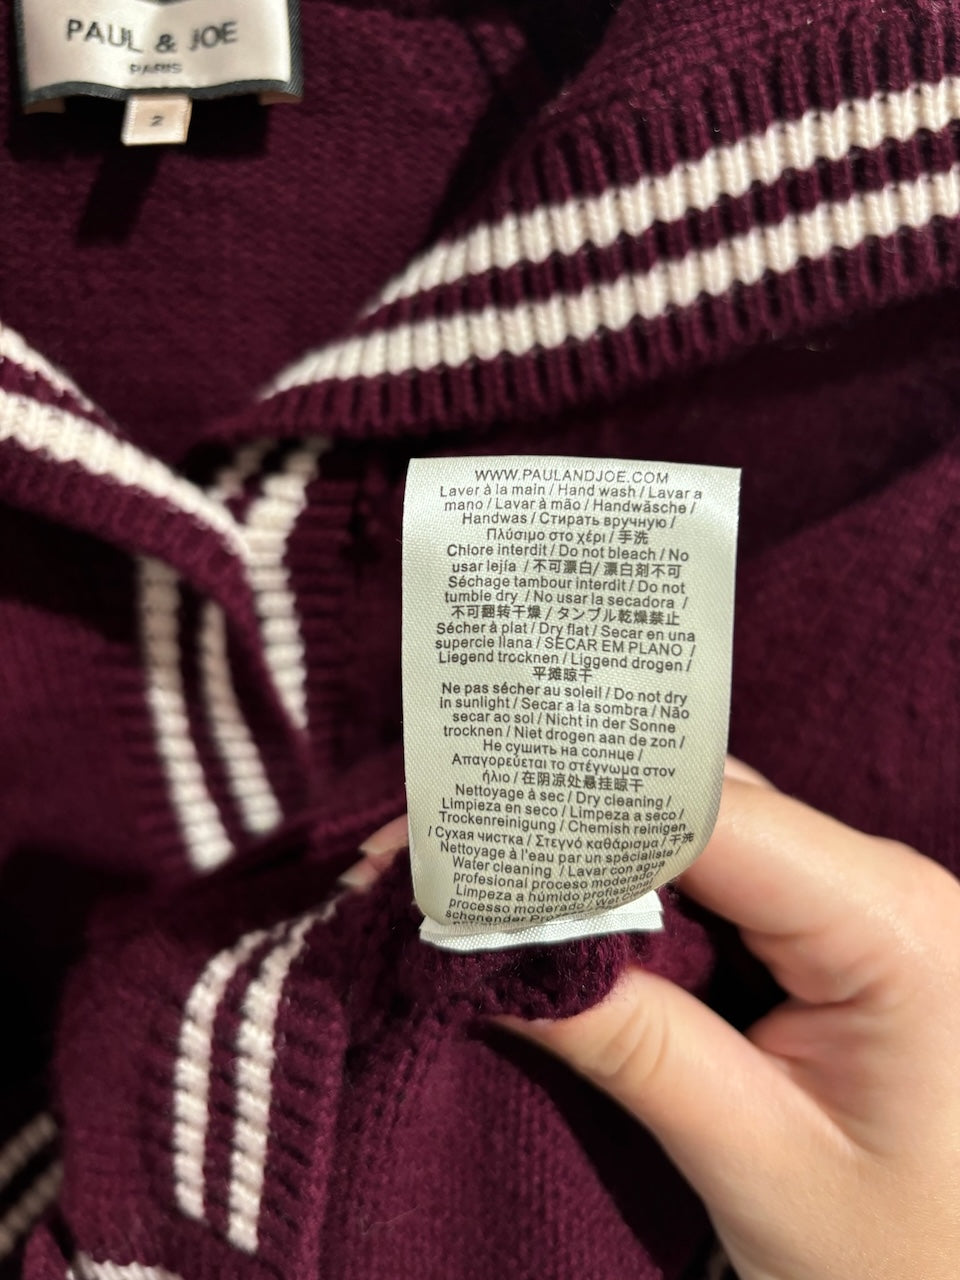 PAUL & JOE
PARIS
2
WWW.PAULANDJOE.COM
Laver à la main / Hand wash / Lavar a
mano / Lavar à mão / Handwäsche /
Handwas / Стирать вручную /
Πλύσιμο στο χέρι / 手洗
Chlore interdit / Do not bleach / No
usar lejía / 不可漂白/ 漂白剤不可
Séchage tambour interdit / Do not
tumble dry / No usar la secadora /
不可翻转干燥 / タンブル乾燥禁止
Sécher à plat / Dry flat / Secar en una
supercie llana / SECAR EM PLANO /
Liegend trocknen / Liggend drogen /
平摊晾干
Ne pas sécher au soleil / Do not dry
in sunlight / Secar a la sombra / Não
secar ao sol / Nicht in der Sonne
trocknen / Niet drogen aan de zon /
Не сушить на солнце /
Απαγορεύεται το στέγνωμα στον
ήλιο / 在阴凉处悬挂晾干
Nettoyage à sec / Dry cleaning /
Limpieza en seco / Limpeza a seco /
Trockenreinigung / Chemish reinigen
/ Сухая чистка / Στεγνό καθάρισμα / 干洗
Nettoyage à l'eau par un spécialiste /
Water cleaning / Lavar con agua
profesional proceso moderado /
Limpeza a húmido profissional
processo moderado / Wet
schonender